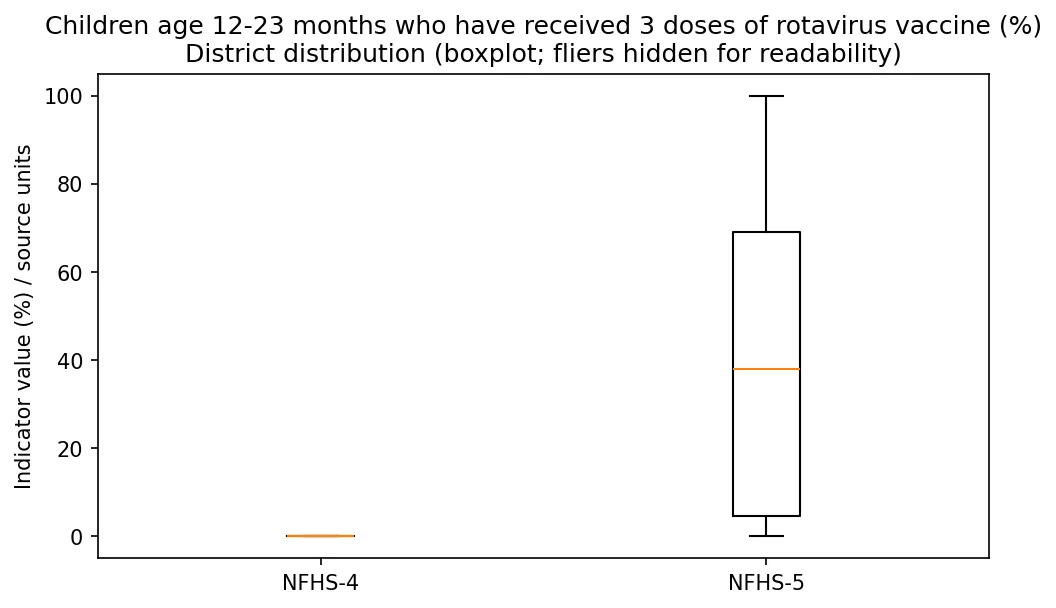 Children age 12-23 months who have received 3 doses of rotavirus vaccine (%)
District distribution (boxplot; fliers hidden for readability)
Indicator value (%) / source units
100
80
60
40
20
0
NFHS-4
NFHS-5